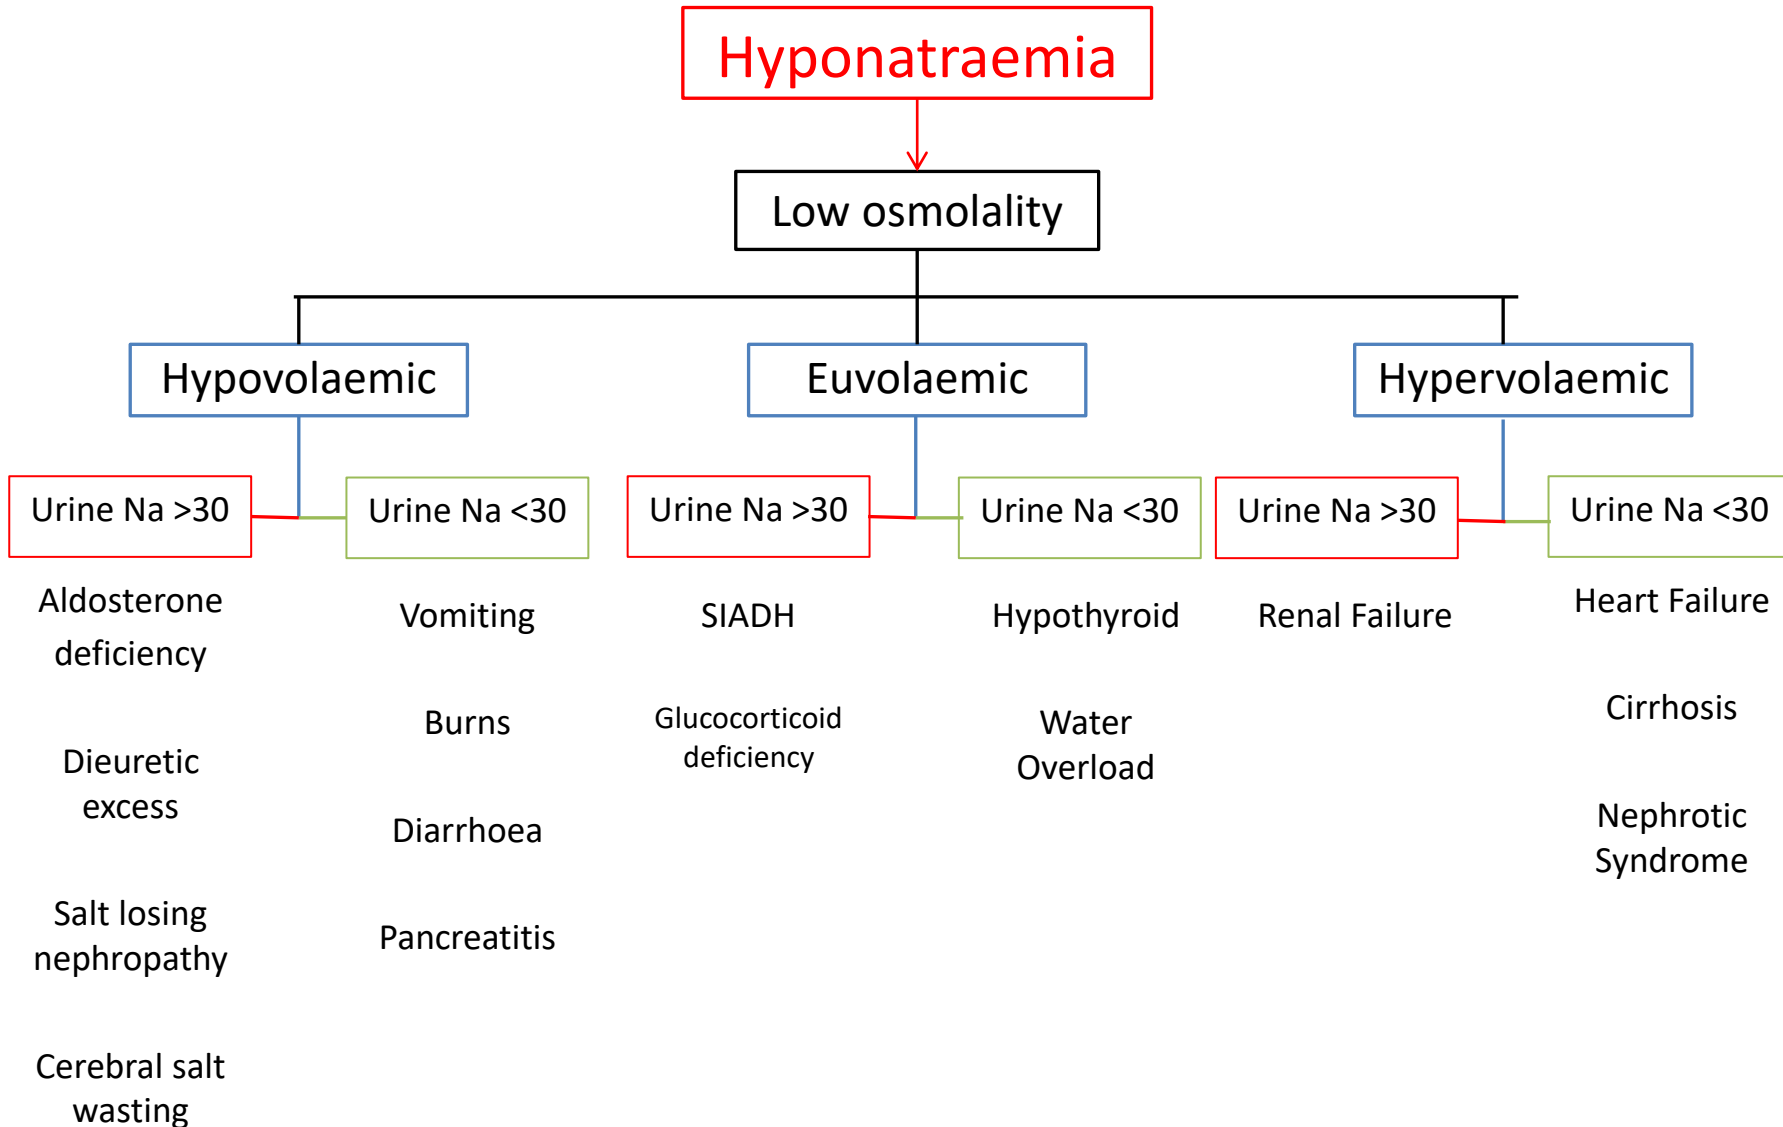 Hyponatraemia
Low osmolality
Hypovolaemic
Euvolaemic
Hypervolaemic
Urine Na >30
Urine Na <30
Urine Na >30
Urine Na <30
Urine Na >30
Urine Na <30
Aldosterone
deficiency
Dieuretic
excess
Salt losing
nephropathy
Cerebral salt
wasting
Vomiting
Burns
Diarrhoea
Pancreatitis
SIADH
Glucocorticoid
deficiency
Hypothyroid
Water
Overload
Renal Failure
Heart Failure
Cirrhosis
Nephrotic
Syndrome